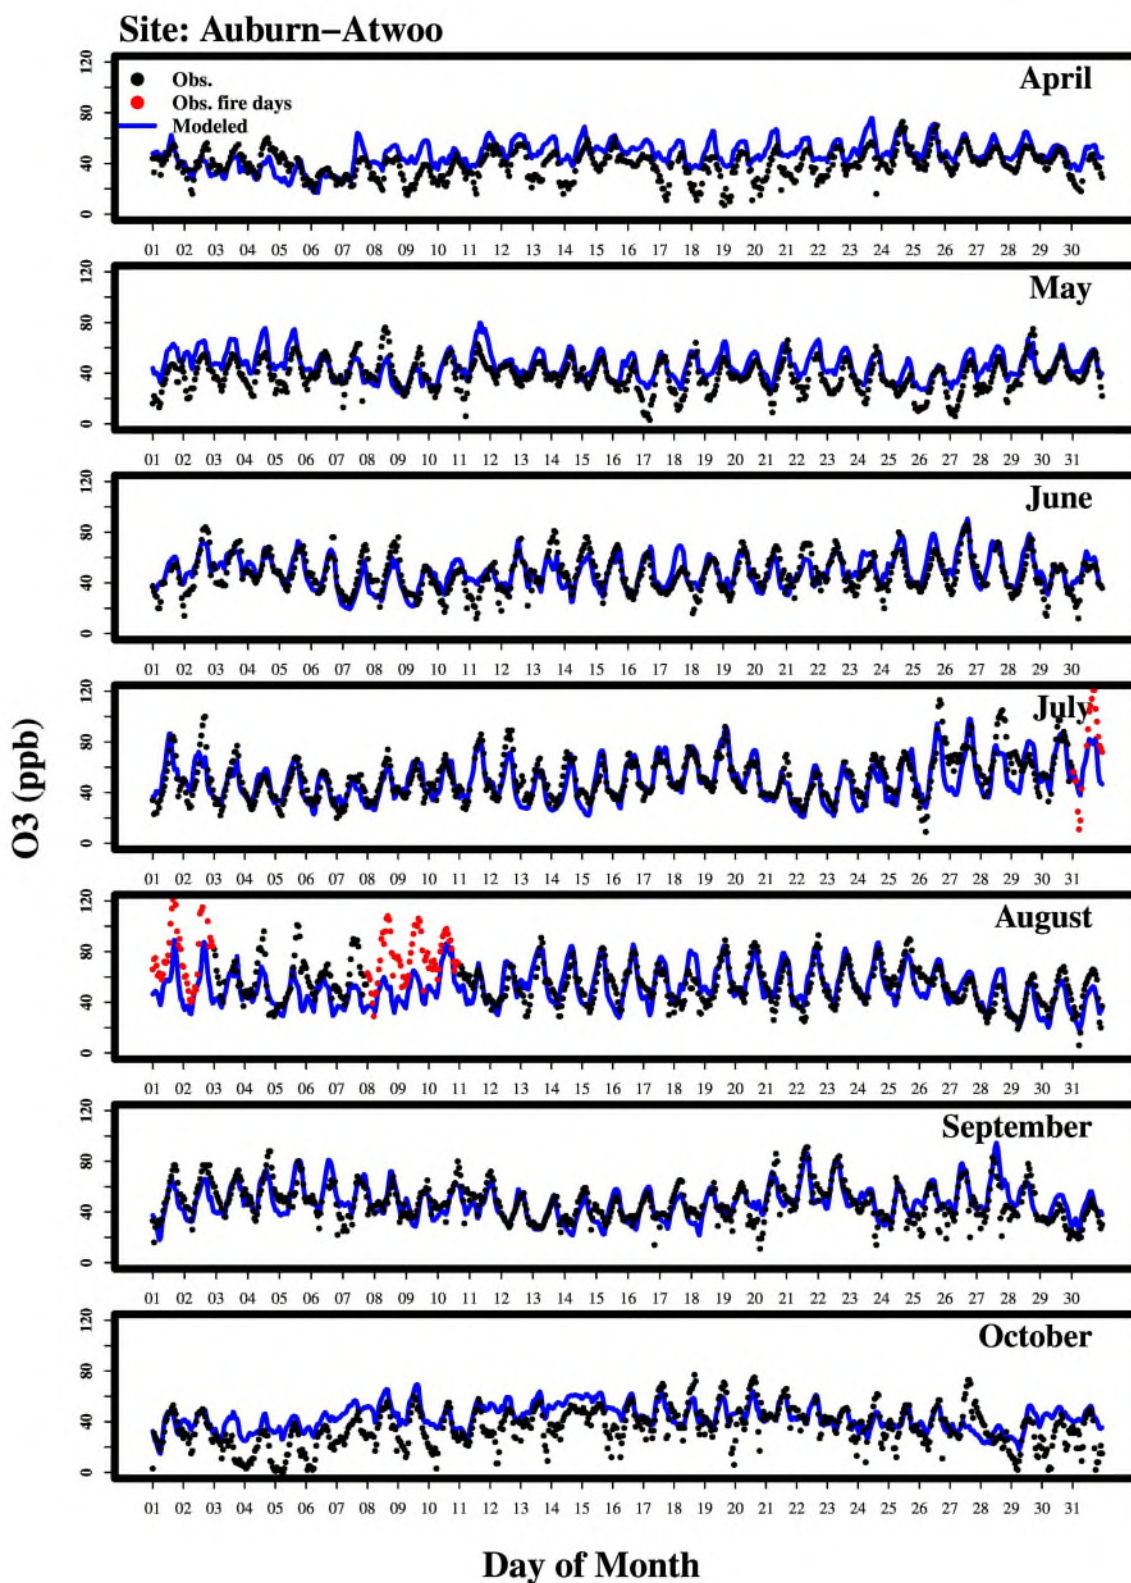 Site: Auburn−Atwoo
Obs.
Obs. fire days
Modeled
April
0 40 80 120
01 02 03 04 05 06 07 08 09 10 11 12 13 14 15 16 17 18 19 20 21 22 23 24 25 26 27 28 29 30
May
0 40 80 120
01 02 03 04 05 06 07 08 09 10 11 12 13 14 15 16 17 18 19 20 21 22 23 24 25 26 27 28 29 30 31
June
0 40 80 120
01 02 03 04 05 06 07 08 09 10 11 12 13 14 15 16 17 18 19 20 21 22 23 24 25 26 27 28 29 30
July
0 40 80 120
01 02 03 04 05 06 07 08 09 10 11 12 13 14 15 16 17 18 19 20 21 22 23 24 25 26 27 28 29 30 31
O3 (ppb)
August
0 40 80 120
01 02 03 04 05 06 07 08 09 10 11 12 13 14 15 16 17 18 19 20 21 22 23 24 25 26 27 28 29 30 31
September
0 40 80 120
01 02 03 04 05 06 07 08 09 10 11 12 13 14 15 16 17 18 19 20 21 22 23 24 25 26 27 28 29 30
October
0 40 80 120
01 02 03 04 05 06 07 08 09 10 11 12 13 14 15 16 17 18 19 20 21 22 23 24 25 26 27 28 29 30 31
Day of Month